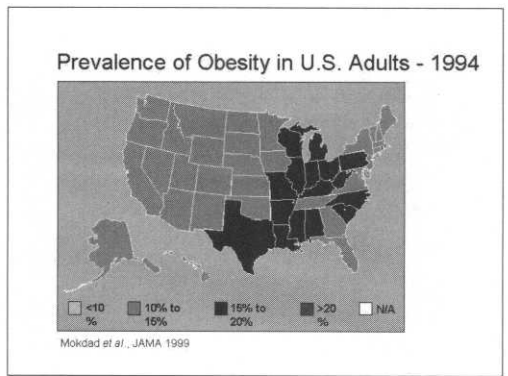 Prevalence of Obesity in U.S. Adults - 1994
<10
%
10% to
15%
15% to
20%
>20
%
N/A
Mokdad et al., JAMA 1999